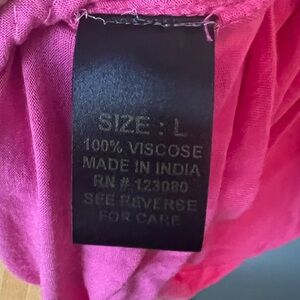 SIZE : L
100% VISCOSE
MADE IN INDIA
RN # 123080
SEE REVERSE
FOR CARE